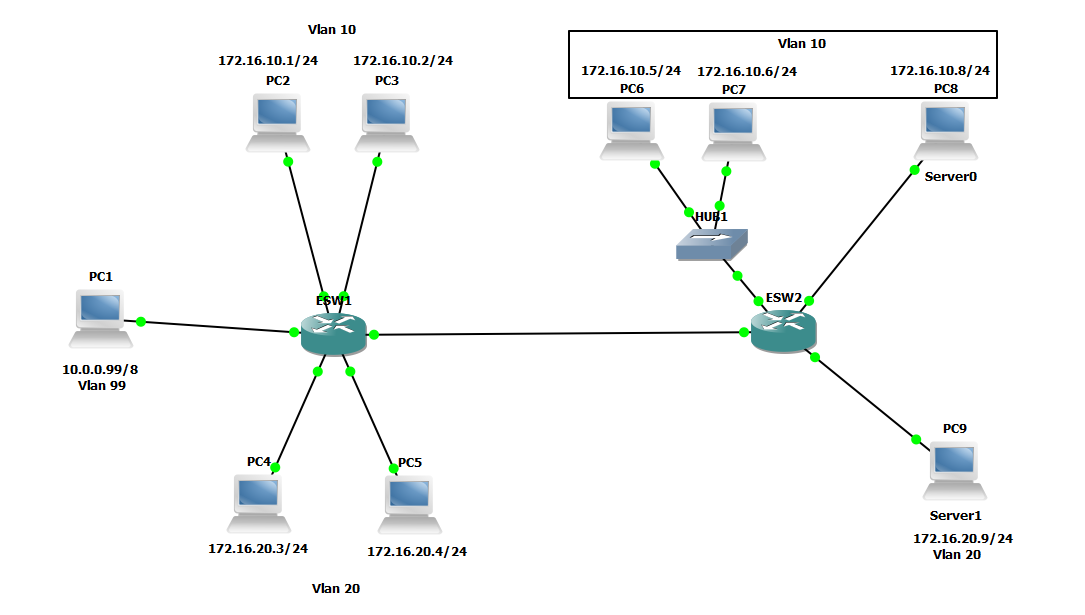 Vlan 10
172.16.10.1/24
172.16.10.2/24
PC2
PC3
Vlan 10
172.16.10.5/24
172.16.10.6/24
172.16.10.8/24
PC6
PC7
PC8
Server0
HUB1
PC1
ESW1
ESW2
10.0.0.99/8
Vlan 99
PC4
PC5
172.16.20.3/24
172.16.20.4/24
Vlan 20
PC9
Server1
172.16.20.9/24
Vlan 20